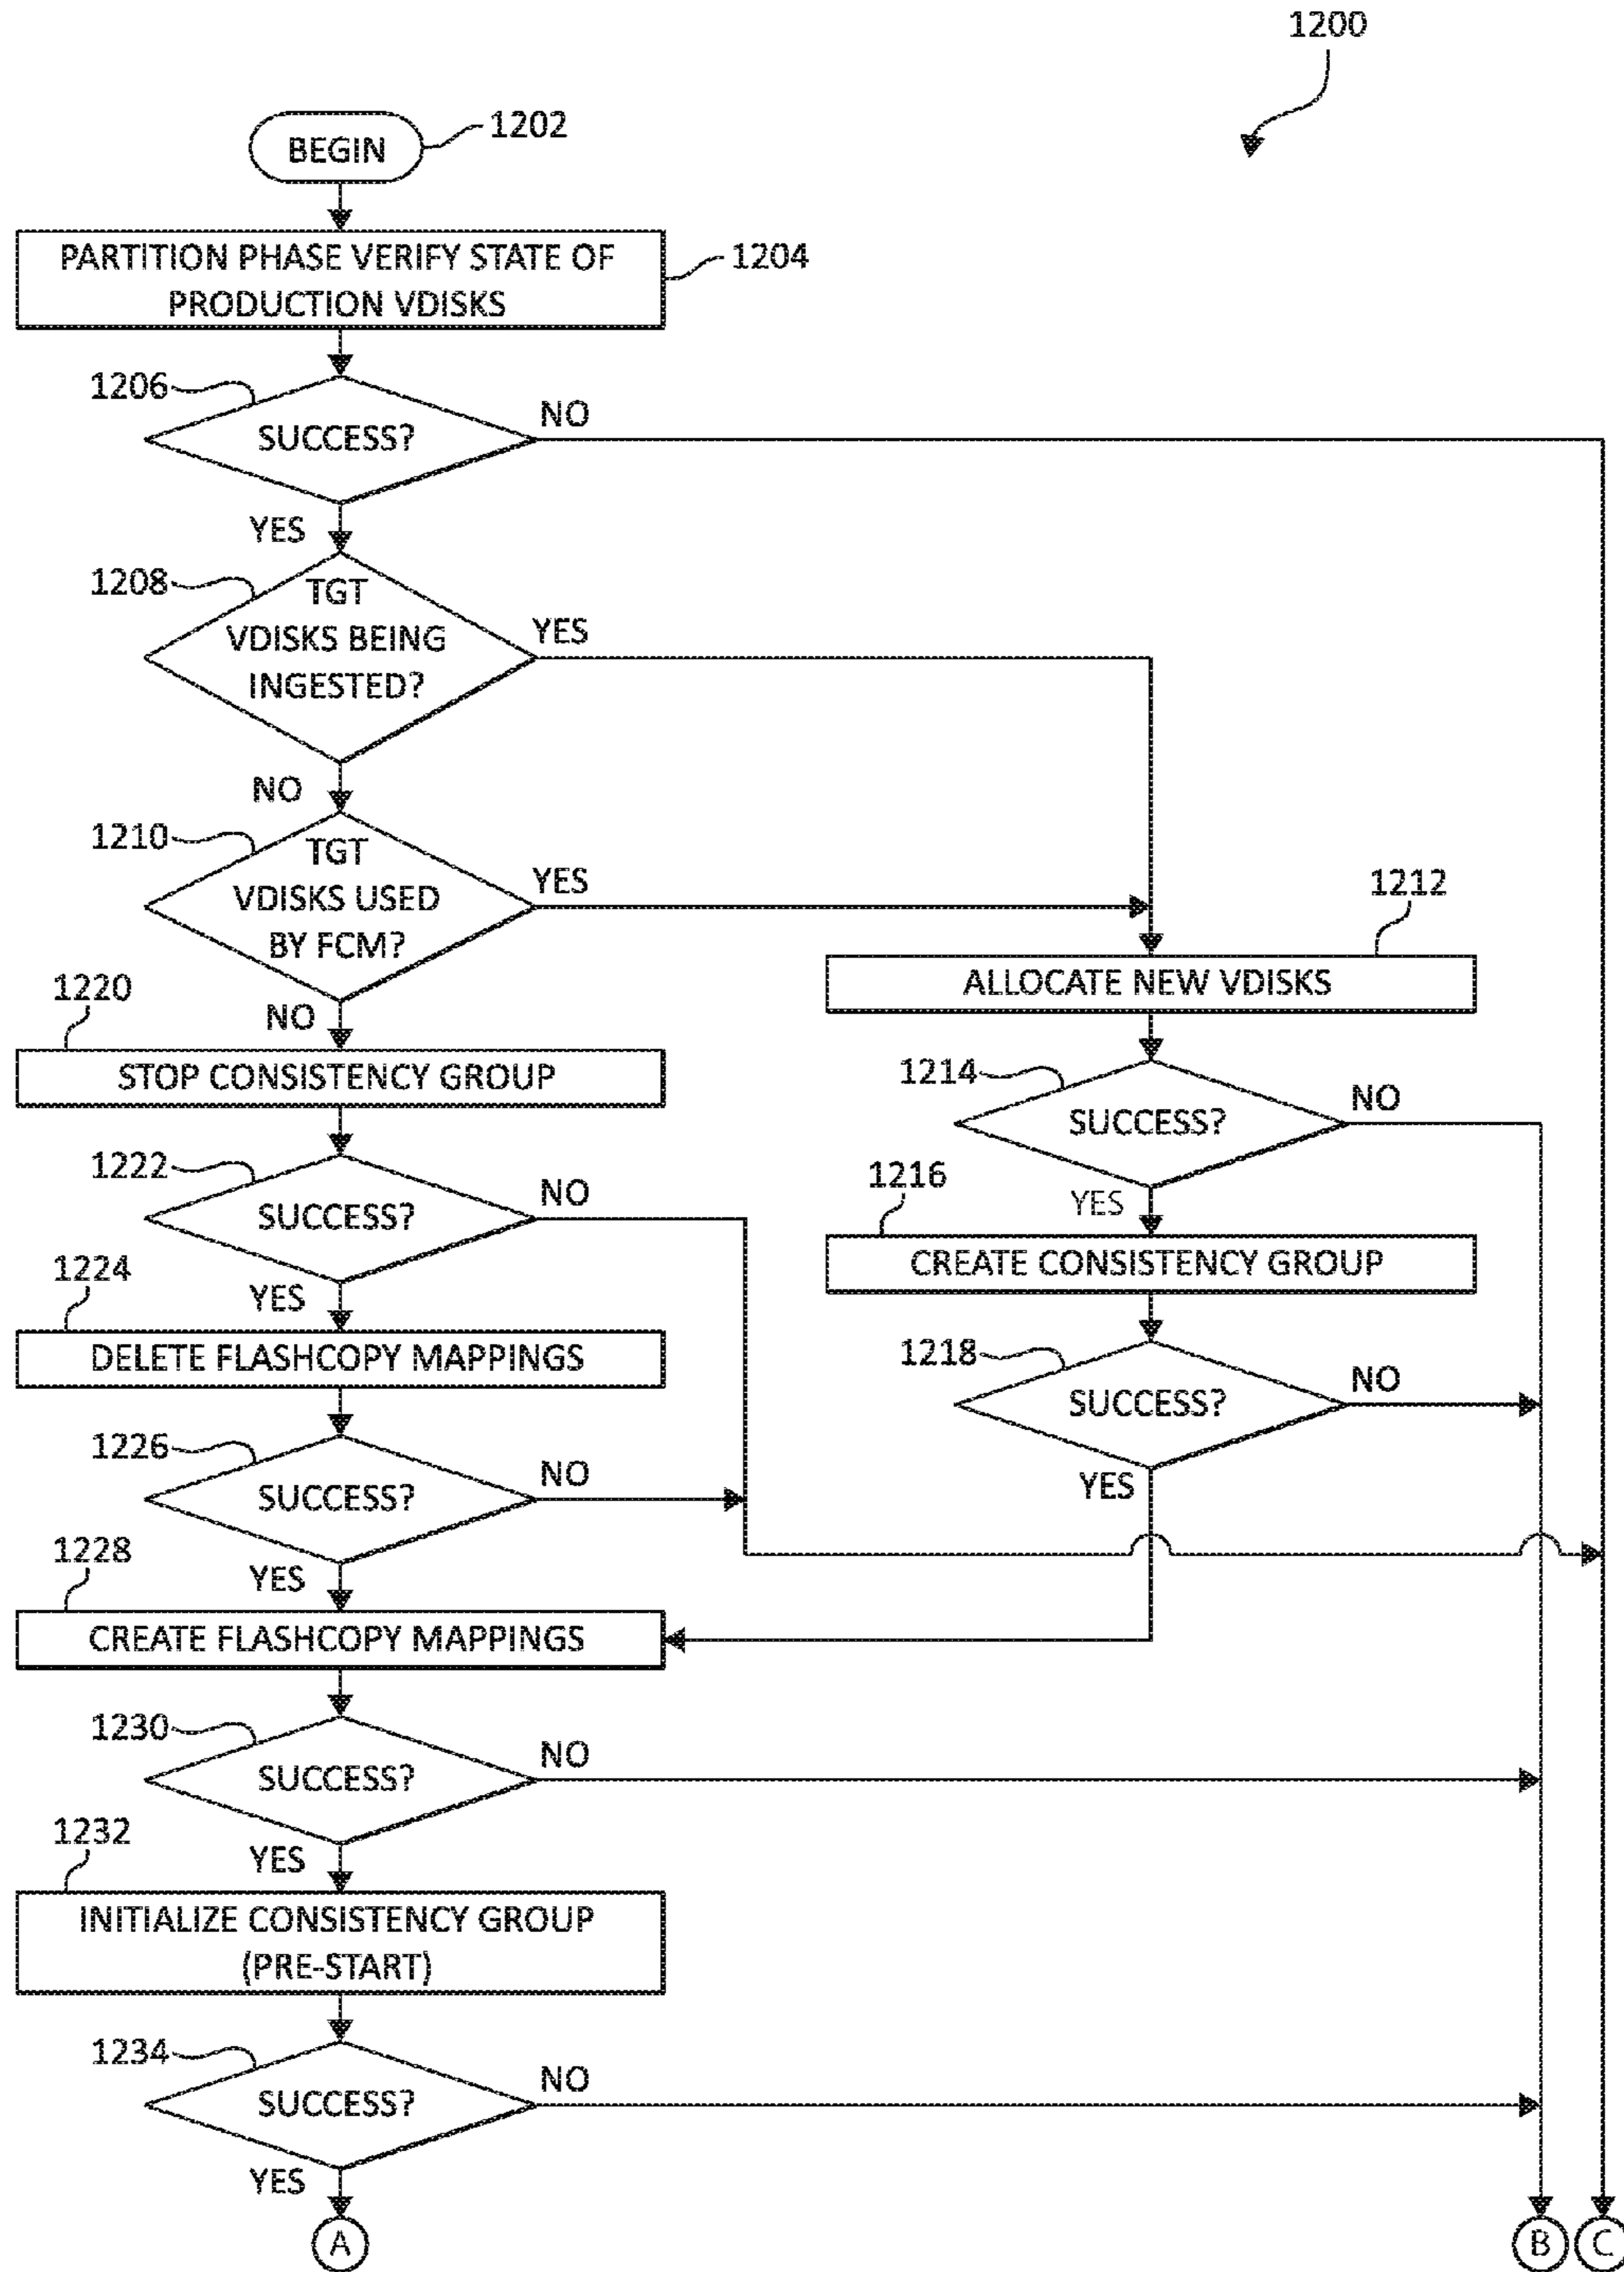 1200
BEGIN
1202
PARTITION PHASE VERIFY STATE OF
PRODUCTION VDISKS
1204
1206
SUCCESS?
NO
YES
1208
TGT
VDISKS BEING
INGESTED?
YES
NO
1210
TGT
VDISKS USED
BY FCM?
YES
NO
1212
ALLOCATE NEW VDISKS
1214
SUCCESS?
NO
YES
1216
CREATE CONSISTENCY GROUP
1218
SUCCESS?
NO
YES
1220
STOP CONSISTENCY GROUP
1222
SUCCESS?
NO
YES
1224
DELETE FLASHCOPY MAPPINGS
1226
SUCCESS?
NO
YES
1228
CREATE FLASHCOPY MAPPINGS
1230
SUCCESS?
NO
YES
1232
INITIALIZE CONSISTENCY GROUP
(PRE-START)
1234
SUCCESS?
NO
YES
A
B
C